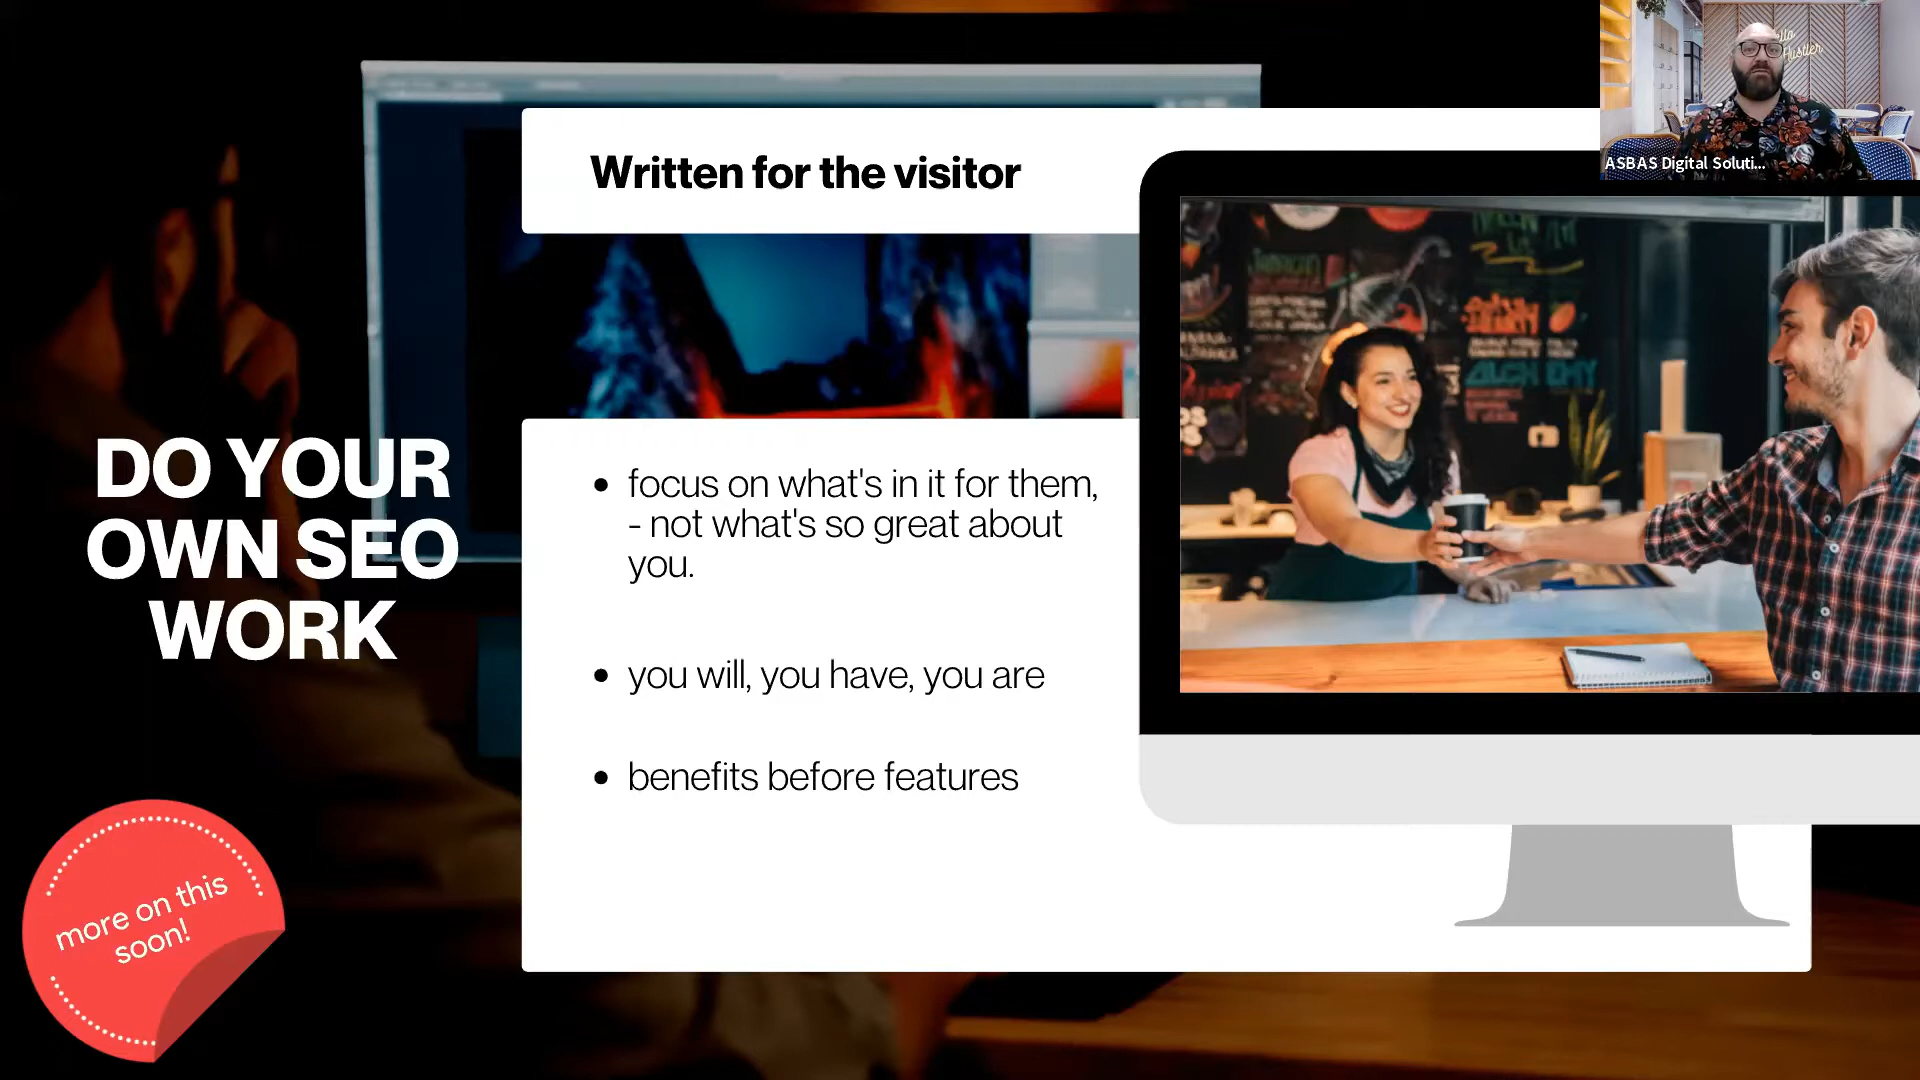 Written for the visitor
ASBAS Digital Soluti...
DO YOUR
OWN SEO
WORK
• focus on what's in it for them,
- not what's so great about
you.
• you will, you have, you are
• benefits before features
more on this
soon!
Hustler